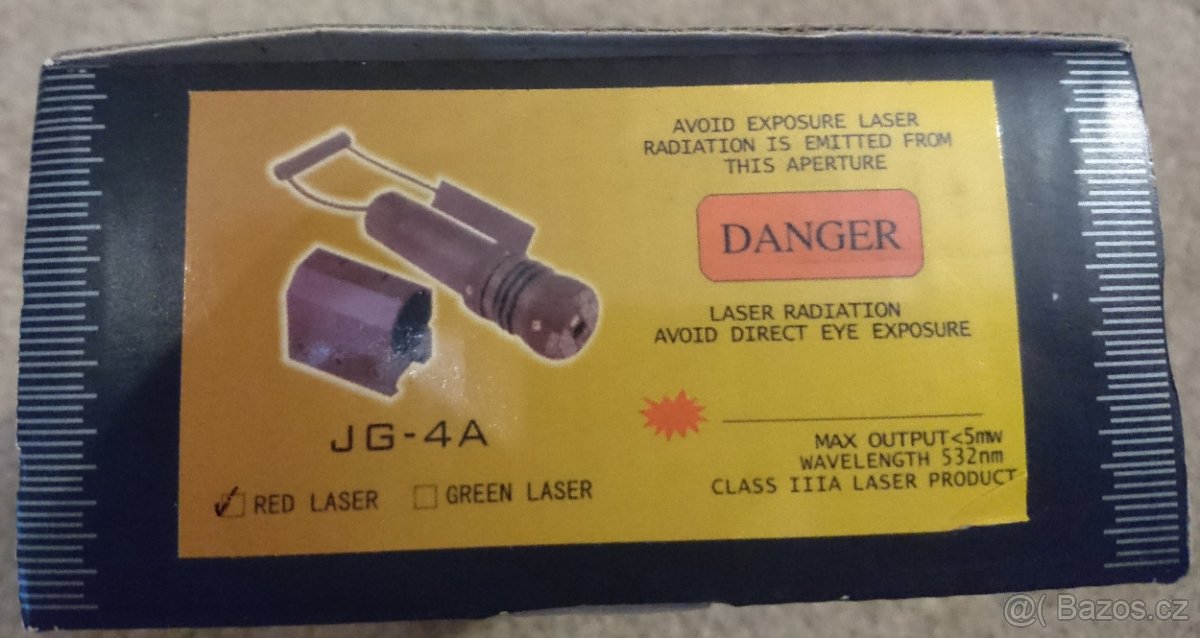 AVOID EXPOSURE LASER
RADIATION IS EMITTED FROM
THIS APERTURE
DANGER
LASER RADIATION
AVOID DIRECT EYE EXPOSURE
JG-4A
RED LASER
GREEN LASER
MAX OUTPUT<5mw
WAVELENGTH 532nm
CLASS IIIA LASER PRODUCT
@( Bazos.cz